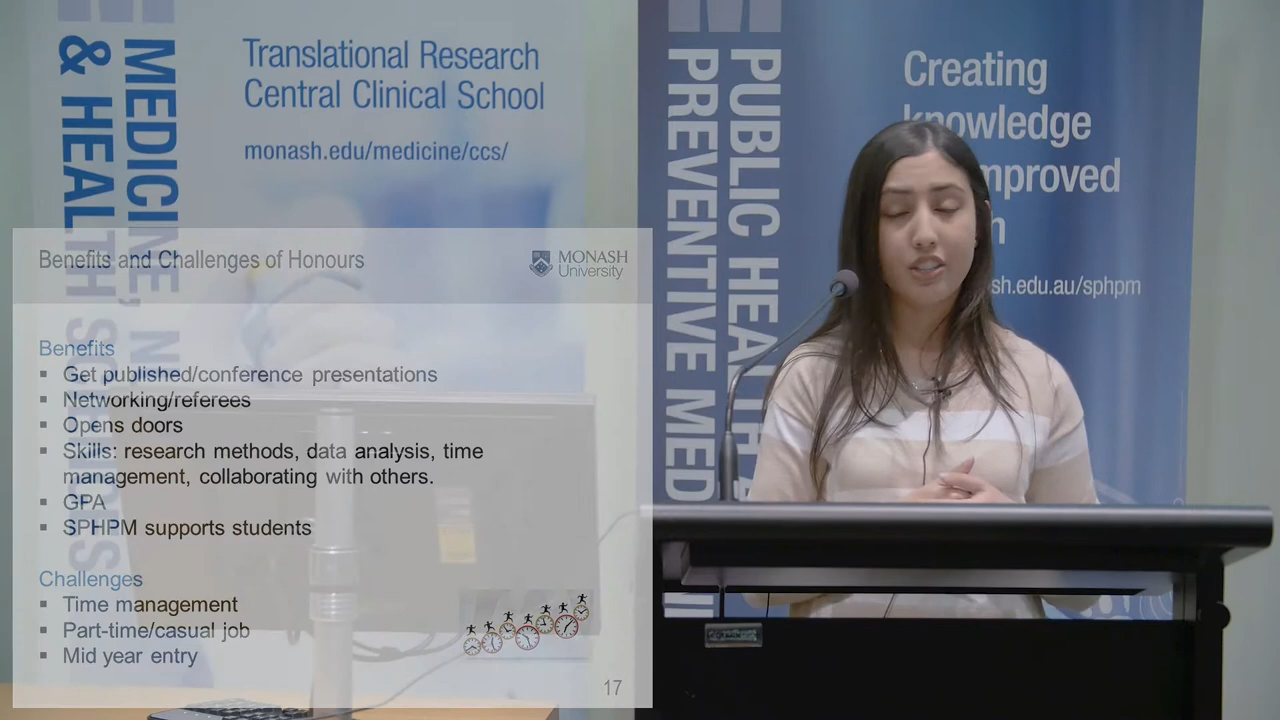 MEDICINE, N
& HEALTH SCIENCES
Translational Research
Central Clinical School
monash.edu/medicine/ccs/
PUBLIC HEALTH &
PREVENTIVE MED
Creating
knowledge
improved
sh.edu.au/sphpm
Benefits and Challenges of Honours
MONASH
University
Benefits
▪ Get published/conference presentations
▪ Networking/referees
▪ Opens doors
▪ Skills: research methods, data analysis, time
management, collaborating with others.
▪ GPA
▪ SPHPM supports students
Challenges
▪ Time management
▪ Part-time/casual job
▪ Mid year entry
17